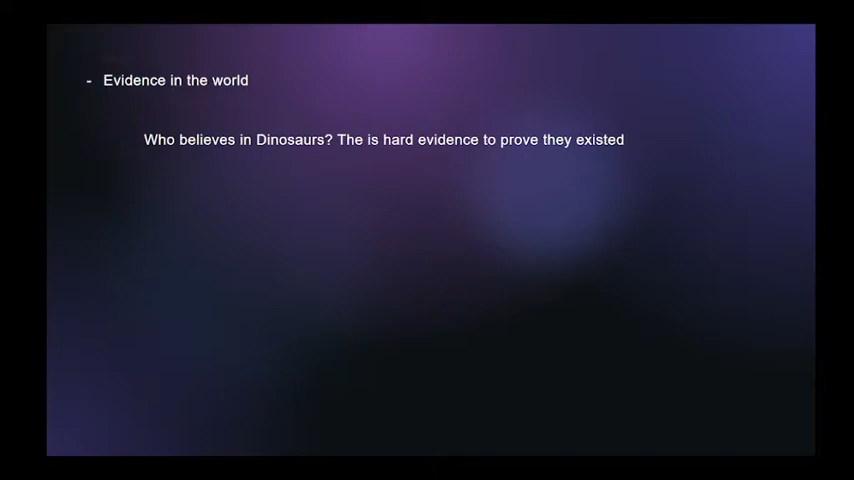 - Evidence in the world
Who believes in Dinosaurs? The is hard evidence to prove they existed